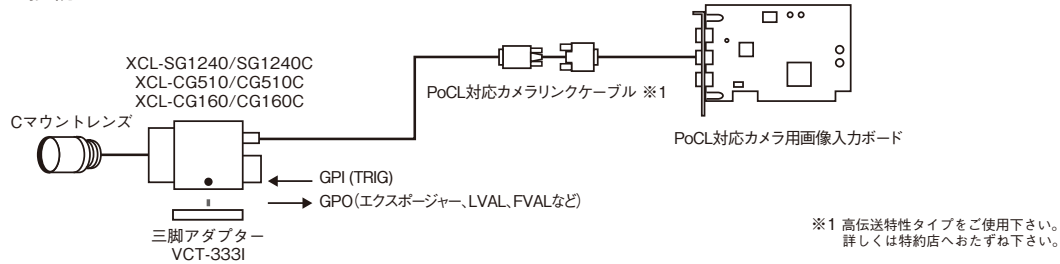 XCL-SG1240/SG1240C
XCL-CG510/CG510C
XCL-CG160/CG160C
Cマウントレンズ
PoCL対応カメラリンクケーブル ※1
PoCL対応カメラ用画像入力ボード
GPI (TRIG)
GPO(エクスポージャー、LVAL、FVALなど)
三脚アダプター
VCT-333I
※1 高伝送特性タイプをご使用下さい。
詳しくは特約店へおたずね下さい。